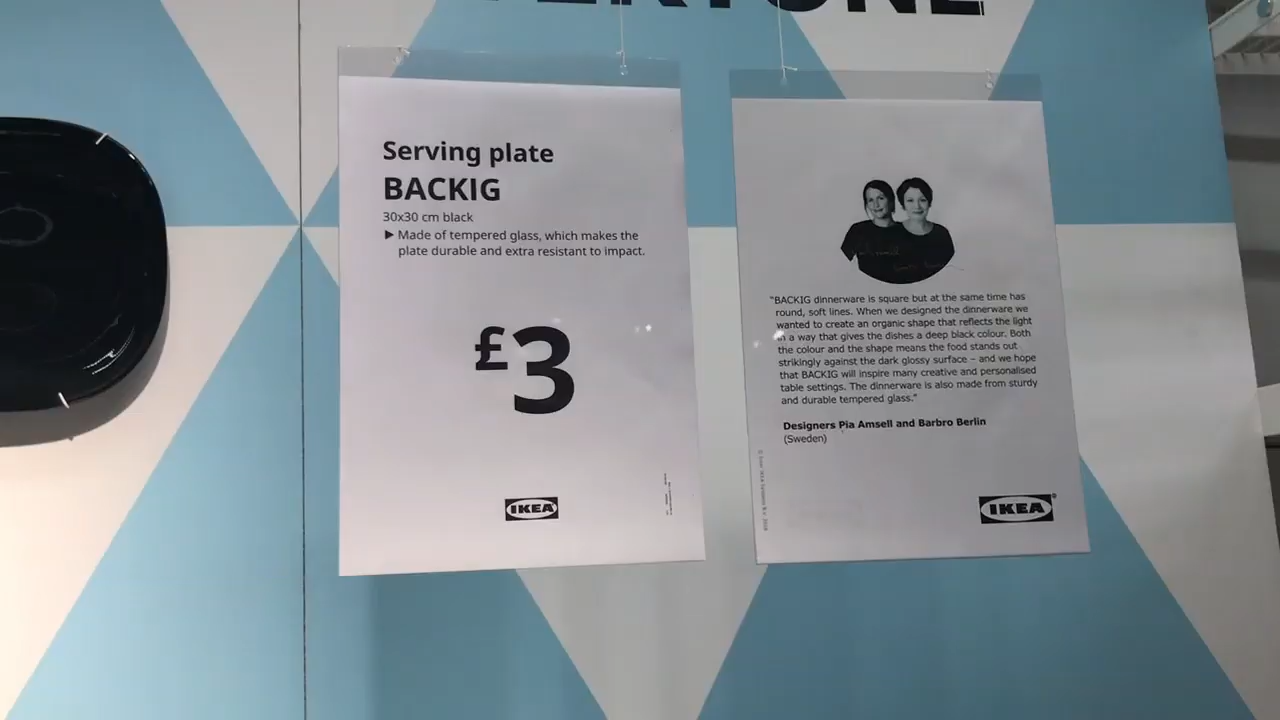 Serving plate
BACKIG
30x30 cm black
▶ Made of tempered glass, which makes the
plate durable and extra resistant to impact.
£3
IKEA
"BACKIG dinnerware is square but at the same time has
round, soft lines. When we designed the dinnerware we
wanted to create an organic shape that reflects the light
in a way that gives the dishes a deep black colour. Both
the colour and the shape means the food stands out
strikingly against the dark glossy surface – and we hope
that BACKIG will inspire many creative and personalised
table settings. The dinnerware is also made from sturdy
and durable tempered glass."
Designers Pia Amsell and Barbro Berlin
(Sweden)
IKEA®